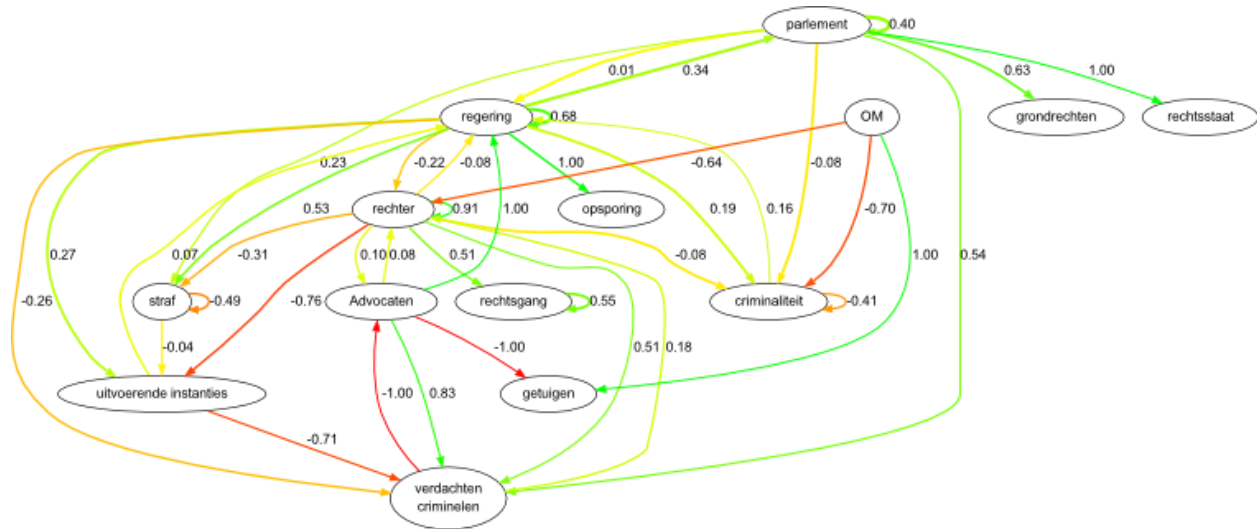 parlement
0.40
0.01
0.34
0.63
1.00
regering
0.68
OM
grondrechten
rechtsstaat
0.23
-0.22
-0.08
1.00
-0.64
-0.08
rechter
0.91
opsporing
0.53
1.00
0.19
0.16
-0.70
0.27
0.07
-0.31
0.10
0.08
0.51
-0.08
1.00
0.54
-0.26
straf
-0.49
-0.76
Advocaten
rechtsgang
0.55
criminaliteit
-0.41
-0.04
-1.00
0.51
0.18
uitvoerende instanties
-1.00
0.83
getuigen
-0.71
verdachten
criminelen